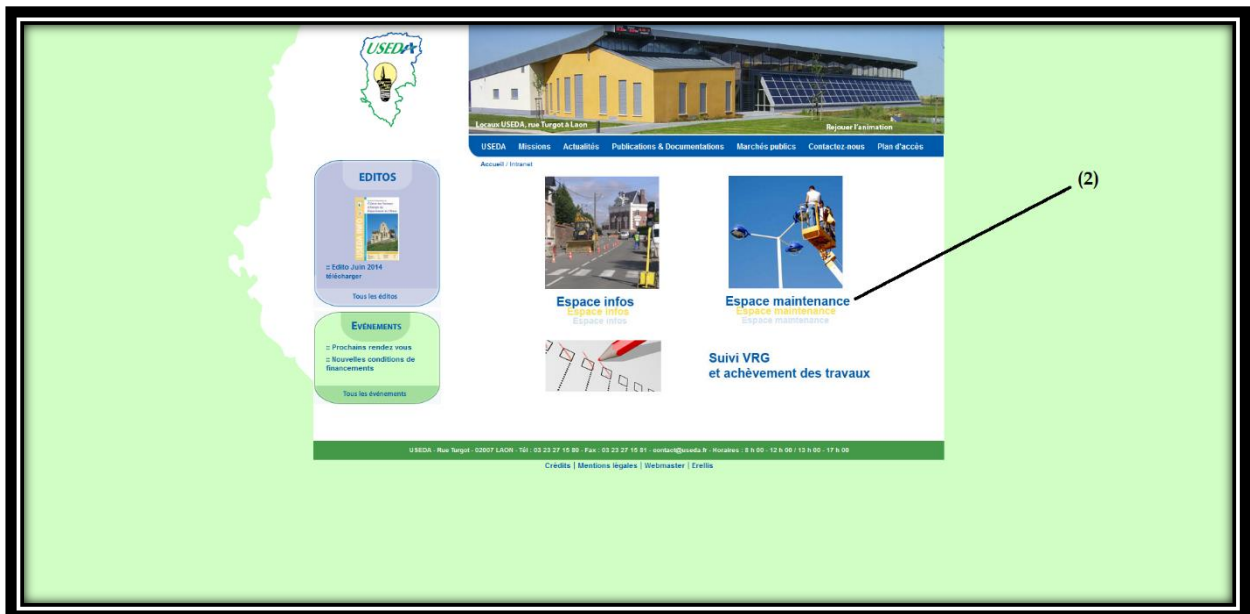 USEDA
Locaux USEDA, rue Turgot à Laon
Rejouer l'animation
USEDA Missions Actualités Publications & Documentations Marchés publics Contactez-nous Plan d'accès
Accueil / Intranet
EDITOS
USEDA INFO
:: Edito Juin 2014
télécharger
Tous les éditos
EVÉNEMENTS
:: Prochains rendez vous
:: Nouvelles conditions de
financements
Tous les événements
Espace infos
Espace infos
Espace infos
Espace maintenance
Espace maintenance
Espace maintenance
(2)
Suivi VRG
et achèvement des travaux
USEDA - Rue Turgot - 02007 LAON - Tél : 03 23 27 15 80 - Fax : 03 23 27 15 81 - contact@useda.fr - Horaires : 8 h 00 - 12 h 00 / 13 h 00 - 17 h 00
Crédits | Mentions légales | Webmaster | Erellis